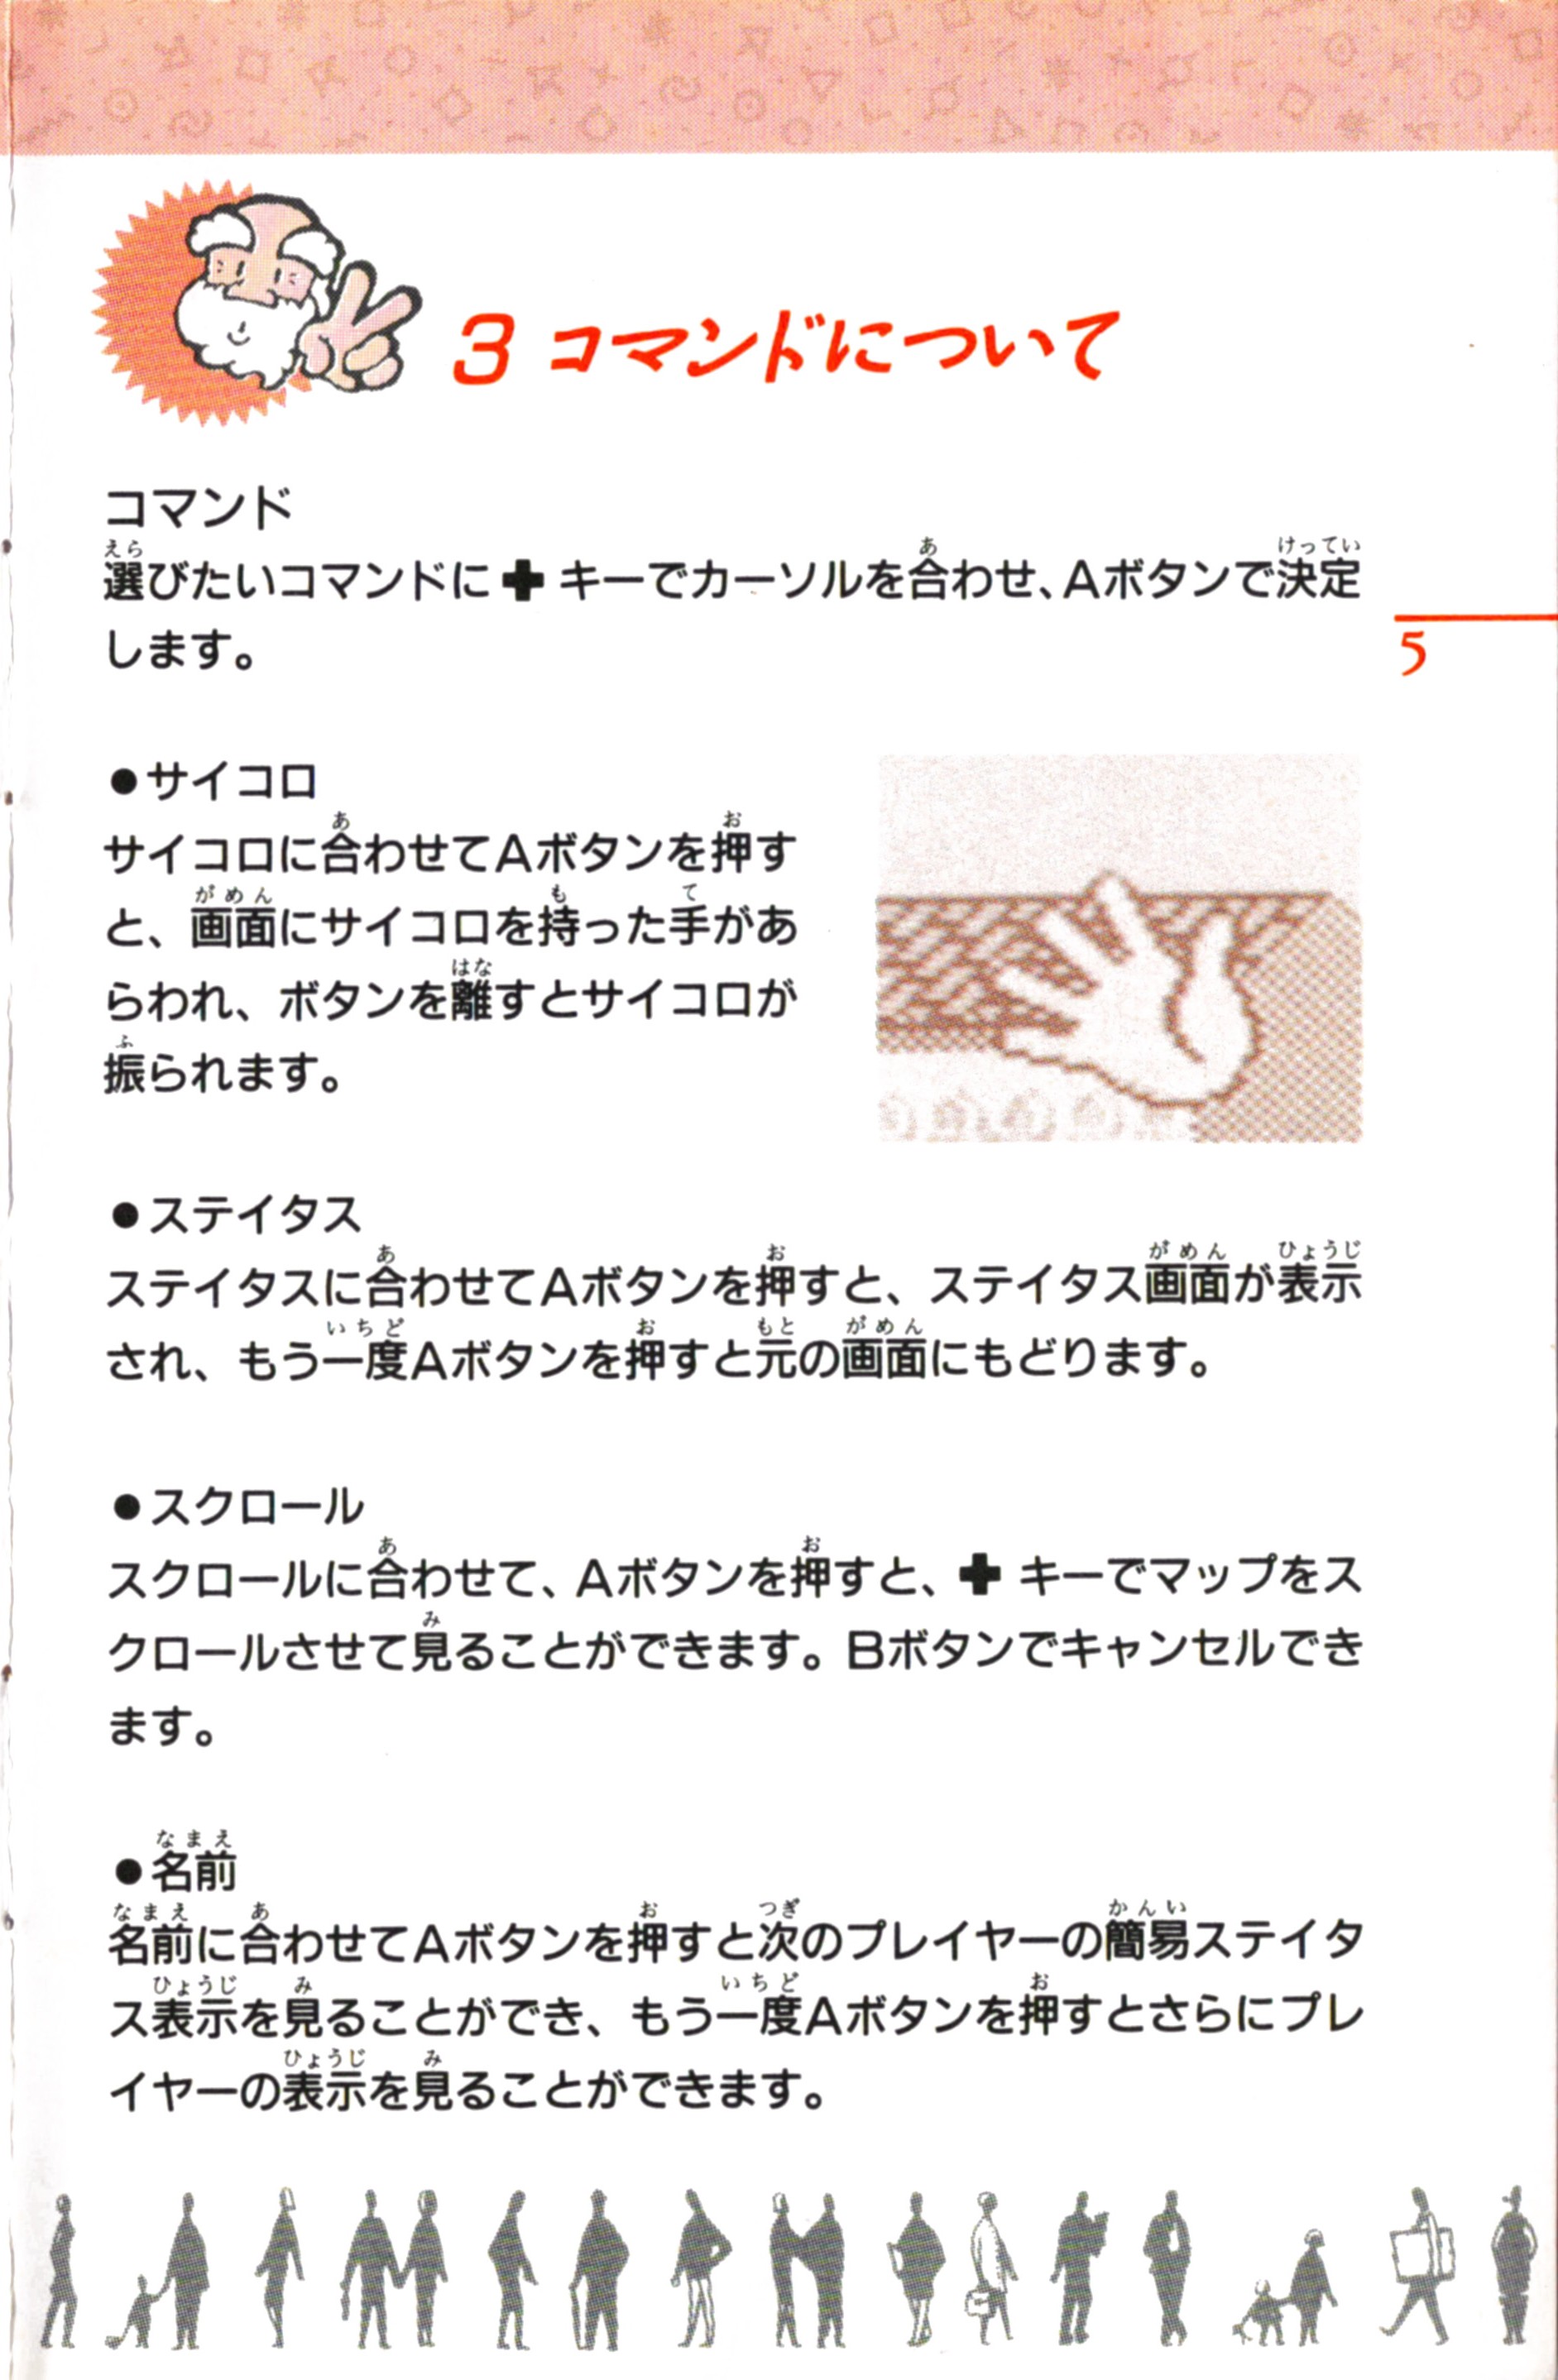 3 コマンドについて
コマンド
選びたいコマンドに✚キーでカーソルを合わせ、Aボタンで決定
します。
5
●サイコロ
サイコロに合わせてAボタンを押す
と、画面にサイコロを持った手があ
らわれ、ボタンを離すとサイコロが
振られます。
●ステイタス
ステイタスに合わせてAボタンを押すと、ステイタス画面が表示
され、もう一度Aボタンを押すと元の画面にもどります。
●スクロール
スクロールに合わせて、Aボタンを押すと、✚キーでマップをス
クロールさせて見ることができます。Bボタンでキャンセルでき
ます。
●名前
名前に合わせてAボタンを押すと次のプレイヤーの簡易ステイタ
ス表示を見ることができ、もう一度Aボタンを押すとさらにプレ
イヤーの表示を見ることができます。